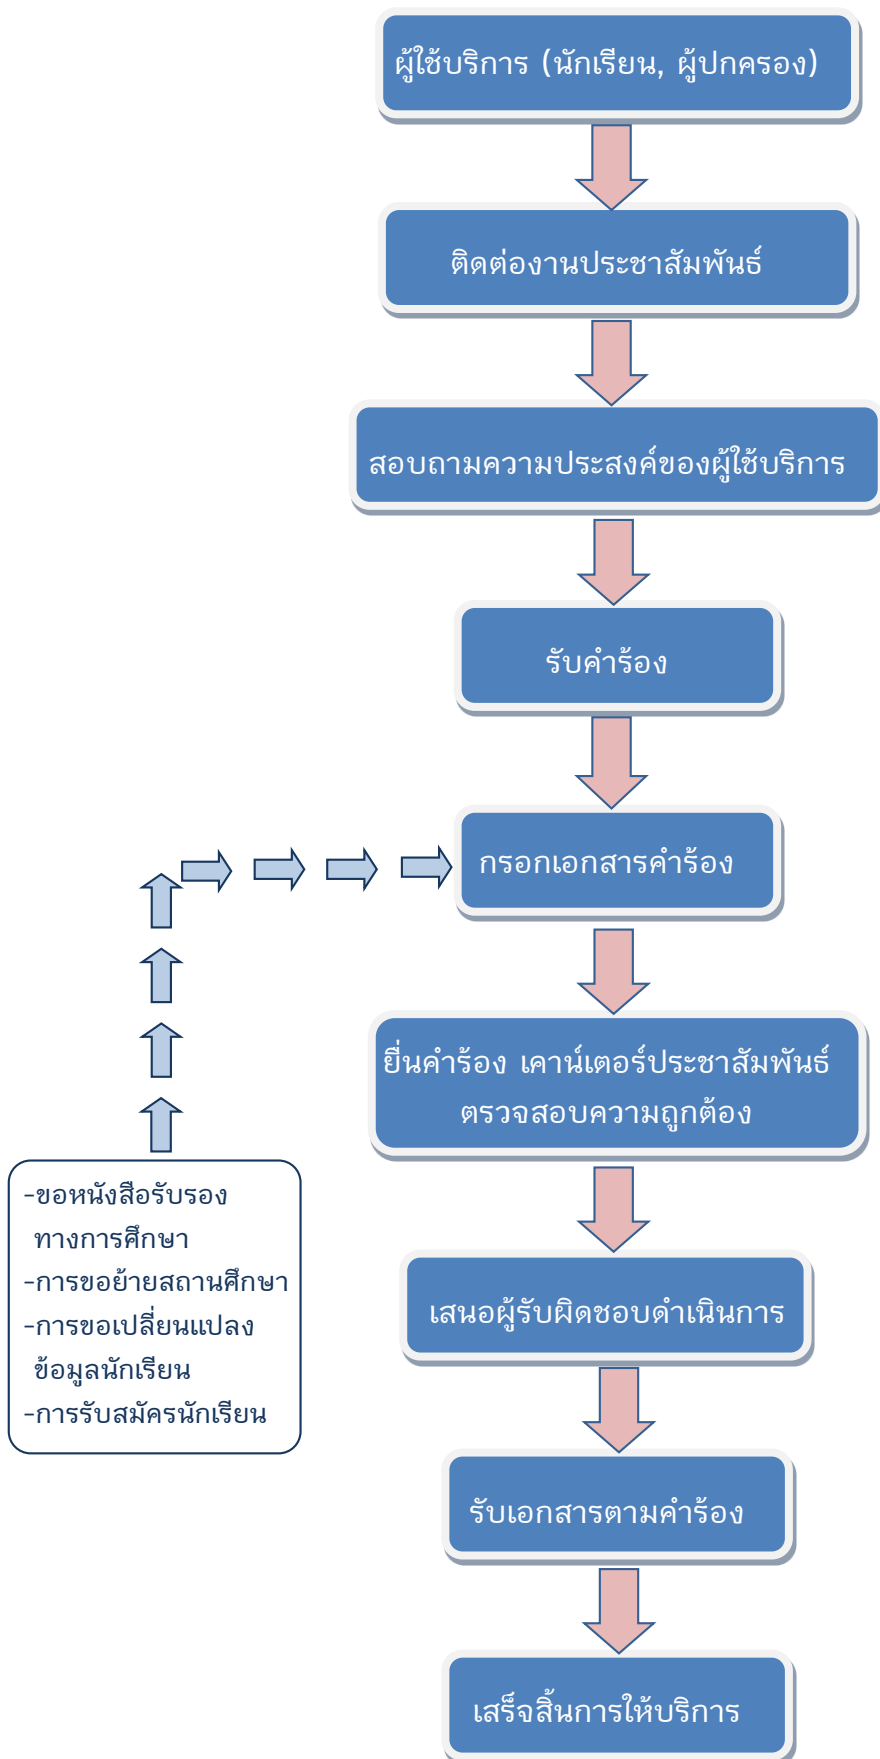 ผู้ใช้บริการ (นักเรียน, ผู้ปกครอง)
ติดต่องานประชาสัมพันธ์
สอบถามความประสงค์ของผู้ใช้บริการ
รับคำร้อง
กรอกเอกสารคำร้อง
ยื่นคำร้อง เคาน์เตอร์ประชาสัมพันธ์
ตรวจสอบความถูกต้อง
-ขอหนังสือรับรอง
ทางการศึกษา
-การขอย้ายสถานศึกษา
-การขอเปลี่ยนแปลง
ข้อมูลนักเรียน
-การรับสมัครนักเรียน
เสนอผู้รับผิดชอบดำเนินการ
รับเอกสารตามคำร้อง
เสร็จสิ้นการให้บริการ